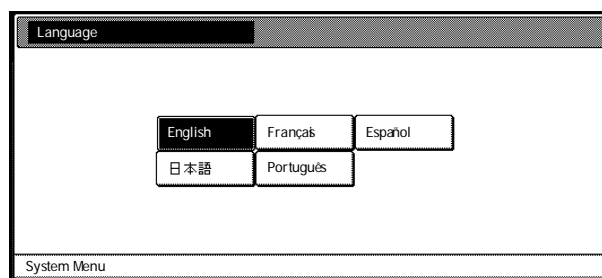 Language
English Français Español
日本語 Português
System Menu